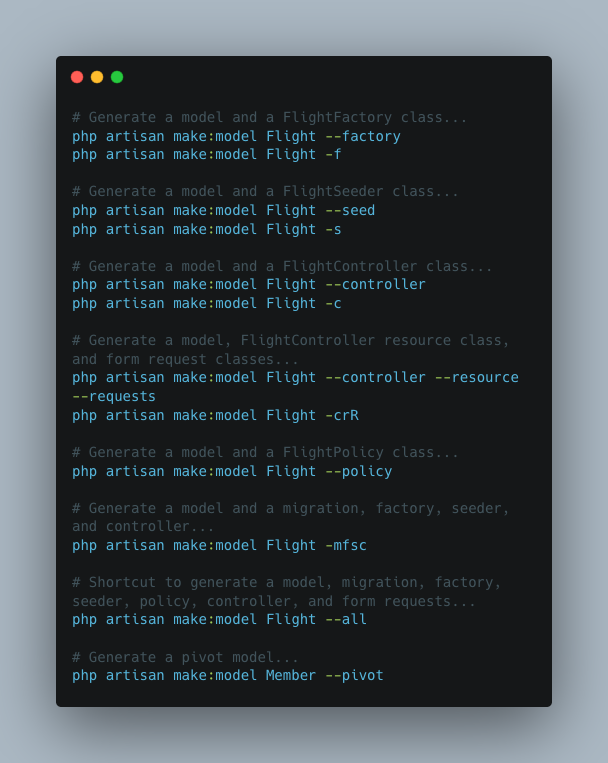 # Generate a model and a FlightFactory class...
php artisan make:model Flight --factory
php artisan make:model Flight -f
# Generate a model and a FlightSeeder class...
php artisan make:model Flight --seed
php artisan make:model Flight -s
# Generate a model and a FlightController class...
php artisan make:model Flight --controller
php artisan make:model Flight -c
# Generate a model, FlightController resource class,
and form request classes...
php artisan make:model Flight --controller --resource
--requests
php artisan make:model Flight -crR
# Generate a model and a FlightPolicy class...
php artisan make:model Flight --policy
# Generate a model and a migration, factory, seeder,
and controller...
php artisan make:model Flight -mfsc
# Shortcut to generate a model, migration, factory,
seeder, policy, controller, and form requests...
php artisan make:model Flight --all
# Generate a pivot model...
php artisan make:model Member --pivot